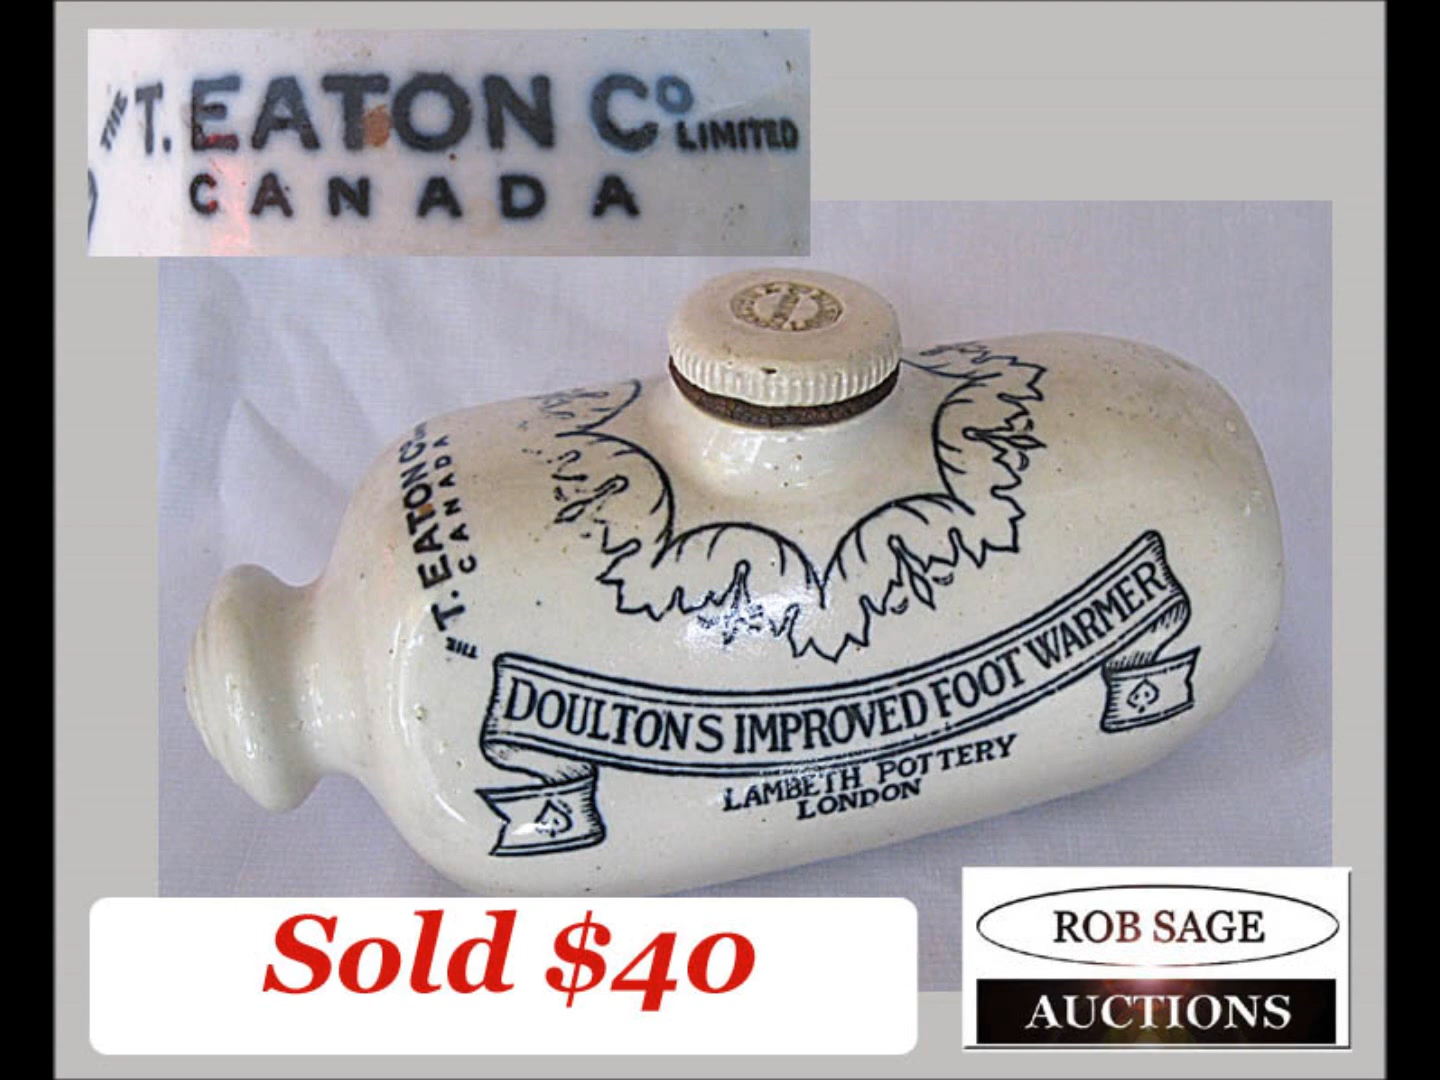 THE T. EATON Cº LIMITED
CANADA
THE T. EATON Cº
CANADA
DOULTONS IMPROVED FOOT WARMER
LAMBETH POTTERY
LONDON
Sold $40
ROB SAGE
AUCTIONS